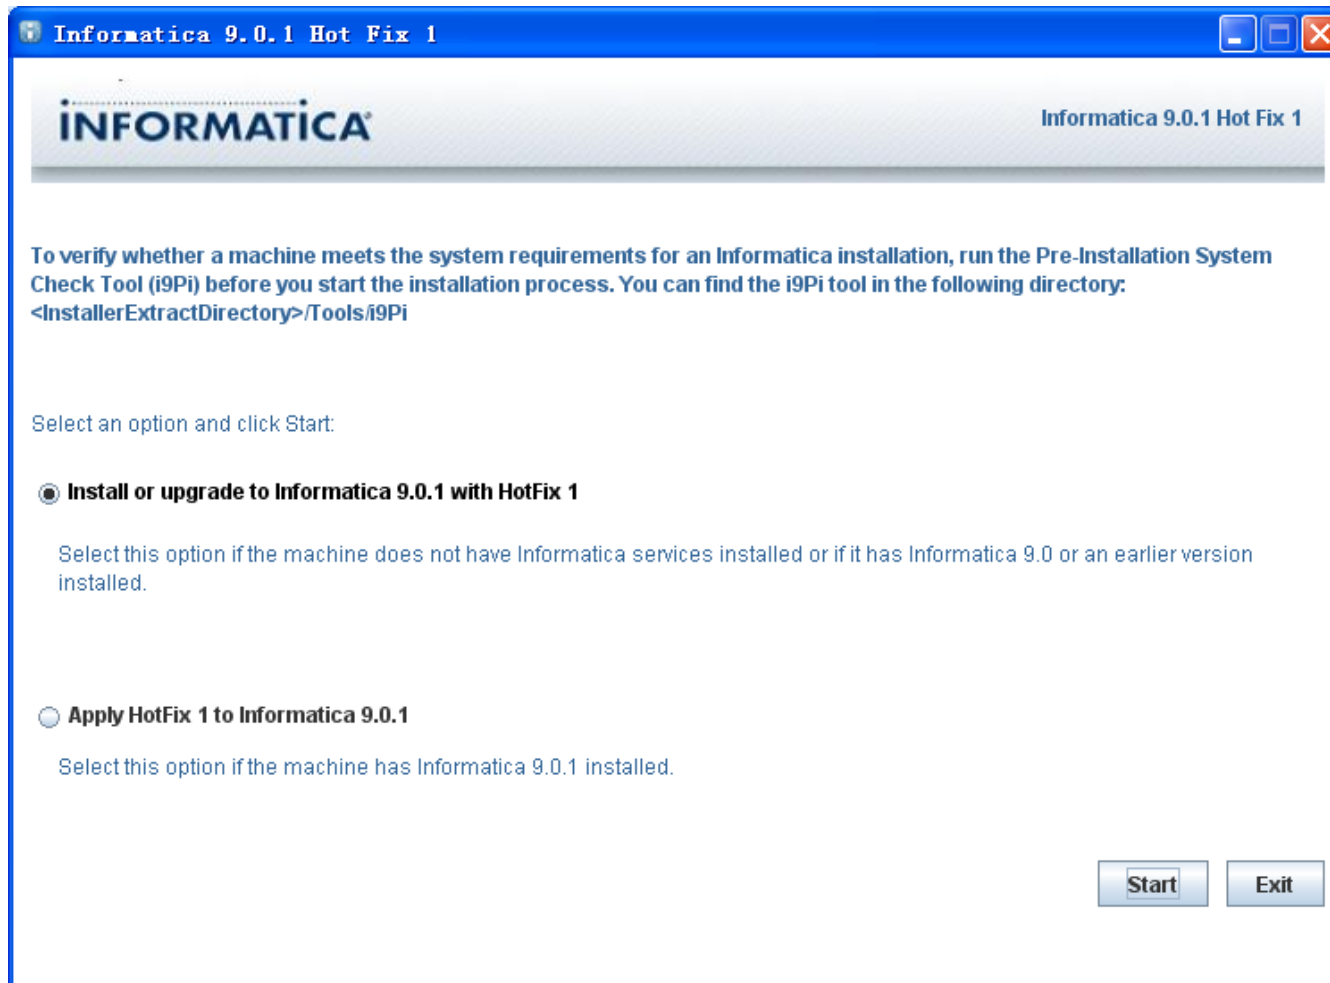 Informatica 9.0.1 Hot Fix 1
INFORMATICA
Informatica 9.0.1 Hot Fix 1
To verify whether a machine meets the system requirements for an Informatica installation, run the Pre-Installation System
Check Tool (i9Pi) before you start the installation process. You can find the i9Pi tool in the following directory:
<InstallerExtractDirectory>/Tools/i9Pi
Select an option and click Start:
Install or upgrade to Informatica 9.0.1 with HotFix 1
Select this option if the machine does not have Informatica services installed or if it has Informatica 9.0 or an earlier version
installed.
Apply HotFix 1 to Informatica 9.0.1
Select this option if the machine has Informatica 9.0.1 installed.
Start
Exit